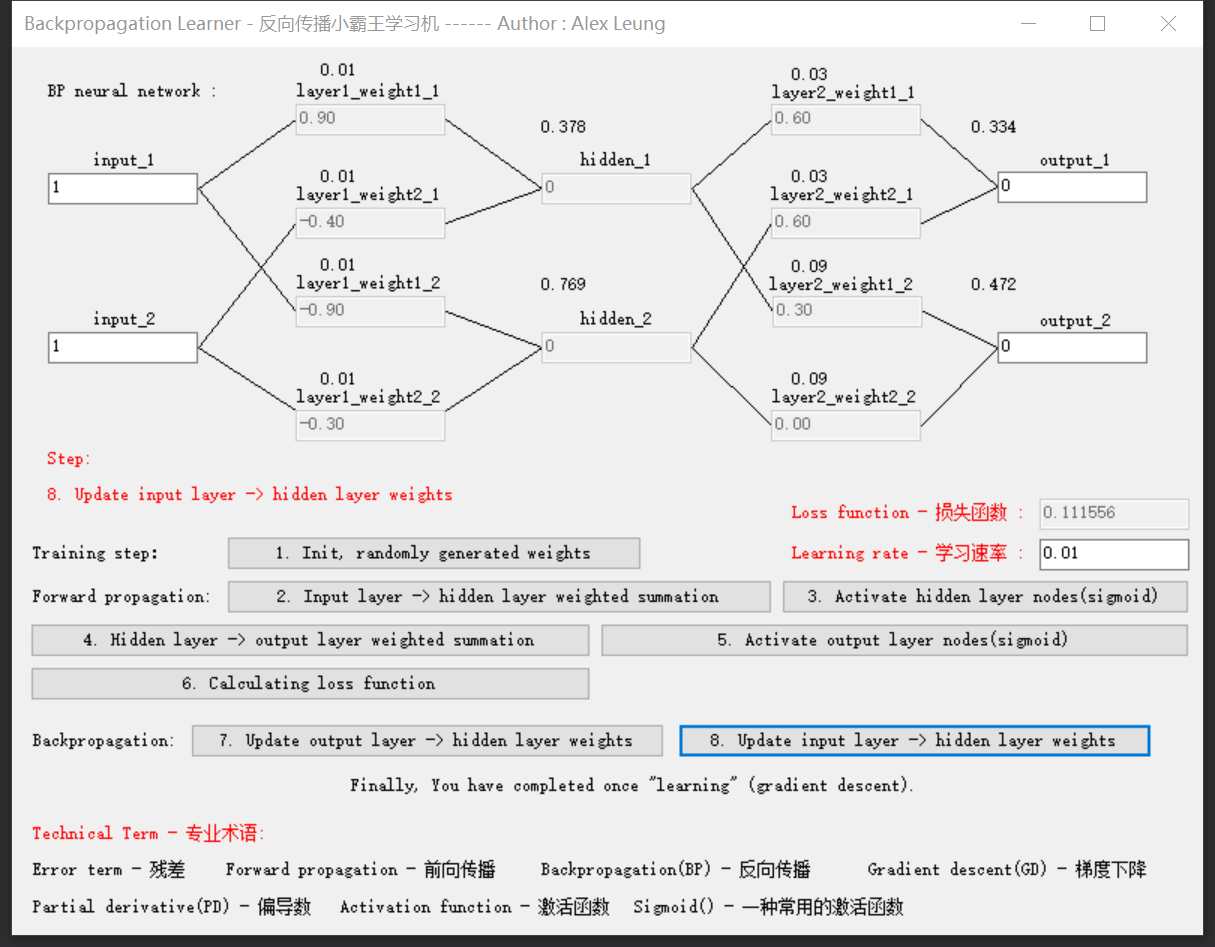 Backpropagation Learner - 反向传播小霸王学习机 ------ Author : Alex Leung
BP neural network :
0.01
layer1_weight1_1
0.90
0.03
layer2_weight1_1
0.60
0.378
0.334
input_1
1
hidden_1
0
output_1
0
0.01
layer1_weight2_1
-0.40
0.03
layer2_weight2_1
0.60
0.01
layer1_weight1_2
-0.90
0.09
layer2_weight1_2
0.30
0.769
0.472
input_2
1
hidden_2
0
output_2
0
0.01
layer1_weight2_2
-0.30
0.09
layer2_weight2_2
0.00
Step:
8. Update input layer -> hidden layer weights
Loss function - 损失函数 : 0.111556
Training step: 1. Init, randomly generated weights
Learning rate - 学习速率 : 0.01
Forward propagation: 2. Input layer -> hidden layer weighted summation 3. Activate hidden layer nodes(sigmoid)
4. Hidden layer -> output layer weighted summation 5. Activate output layer nodes(sigmoid)
6. Calculating loss function
Backpropagation: 7. Update output layer -> hidden layer weights 8. Update input layer -> hidden layer weights
Finally, You have completed once "learning" (gradient descent).
Technical Term - 专业术语:
Error term - 残差 Forward propagation - 前向传播 Backpropagation(BP) - 反向传播 Gradient descent(GD) - 梯度下降
Partial derivative(PD) - 偏导数 Activation function - 激活函数 Sigmoid() - 一种常用的激活函数